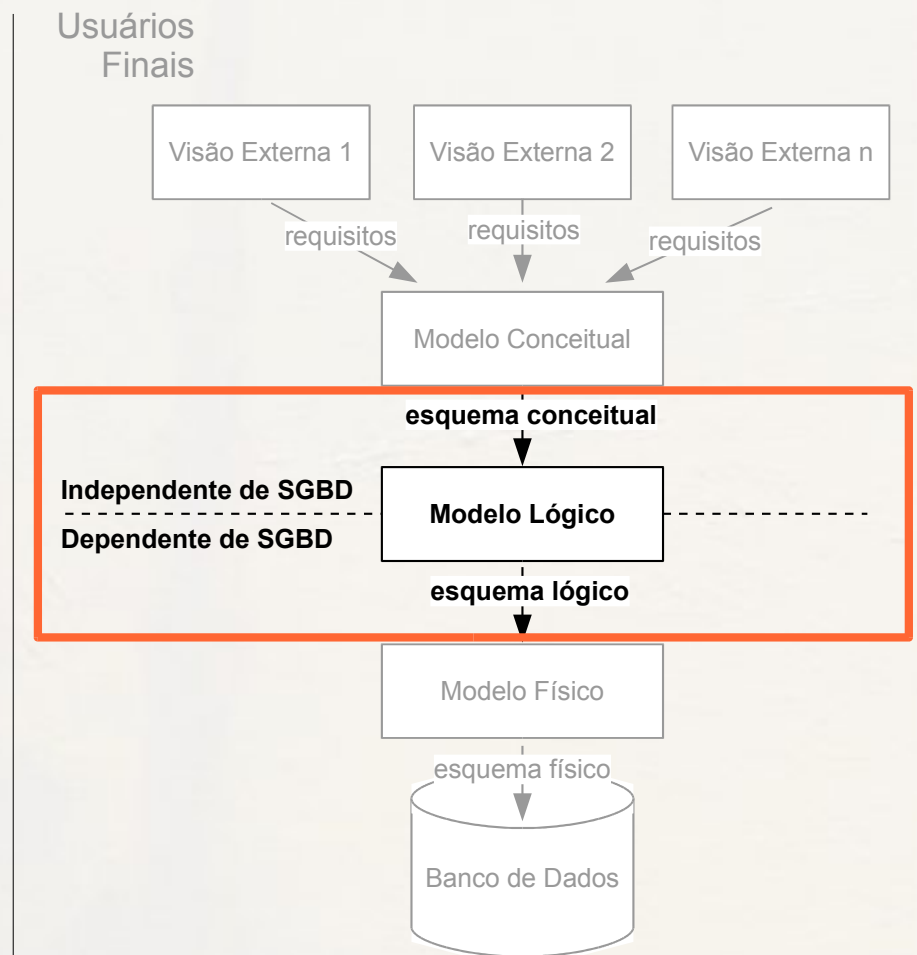 Usuários
Finais
Visão Externa 1
Visão Externa 2
Visão Externa n
requisitos
requisitos
requisitos
Modelo Conceitual
esquema conceitual
Independente de SGBD
Modelo Lógico
Dependente de SGBD
esquema lógico
Modelo Físico
esquema físico
Banco de Dados